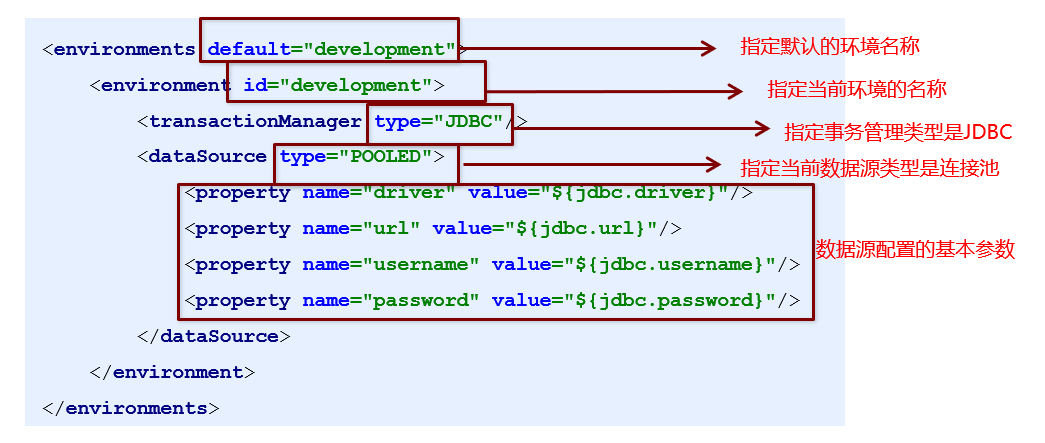 <environments default="development"> 指定默认的环境名称
<environment id="development"> 指定当前环境的名称
<transactionManager type="JDBC"/> 指定事务管理类型是JDBC
<dataSource type="POOLED"> 指定当前数据源类型是连接池
<property name="driver" value="${jdbc.driver}"/>
<property name="url" value="${jdbc.url}"/>
数据源配置的基本参数
<property name="username" value="${jdbc.username}"/>
<property name="password" value="${jdbc.password}"/>
</dataSource>
</environment>
</environments>